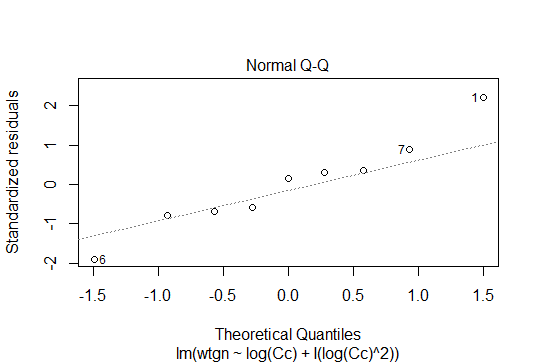 Normal Q-Q
Standardized residuals
2
1
0
-1
-2
1
7
6
-1.5 -1.0 -0.5 0.0 0.5 1.0 1.5
Theoretical Quantiles
lm(wtgn ~ log(Cc) + I(log(Cc)^2))